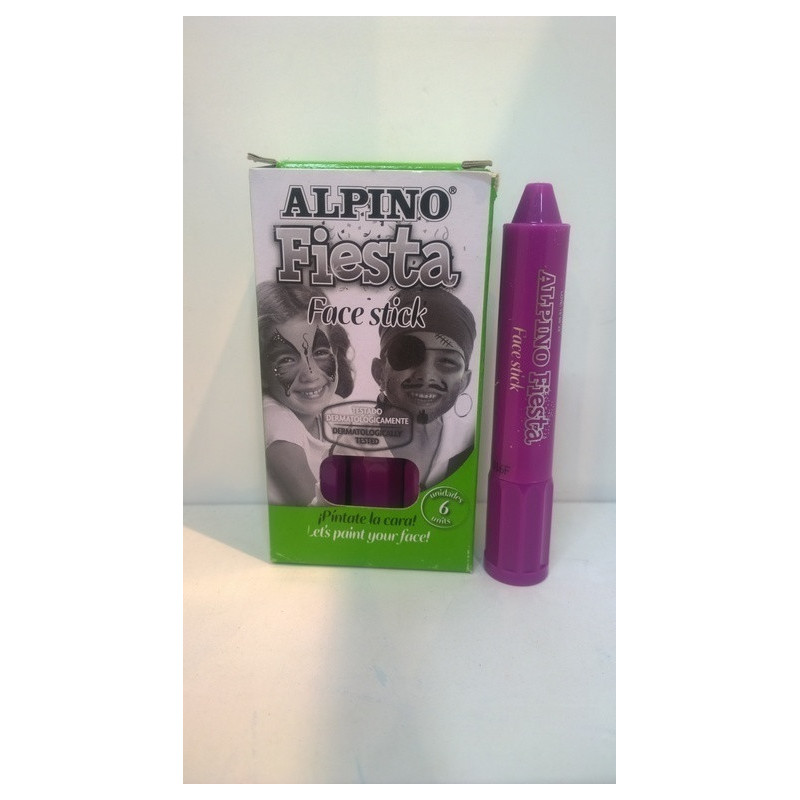 ALPINO®
Fiesta
Face stick
TESTADO
DERMATOLÓGICAMENTE
DERMATOLOGICALLY
TESTED
unidades
6
units
¡Píntate la cara!
Let's paint your face!
ALPINO Fiesta
Face stick